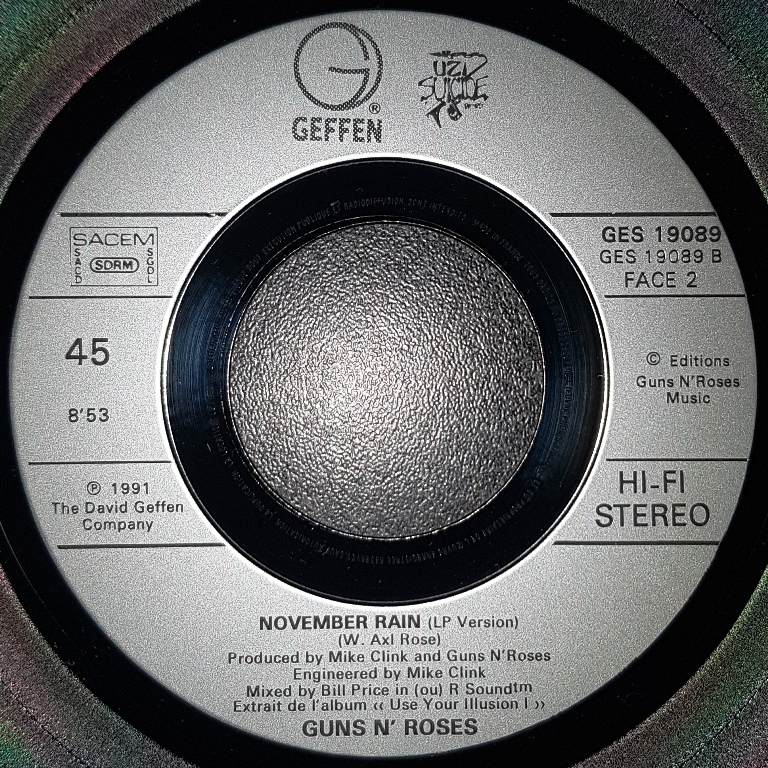 GEFFEN ®
UZI
SUICIDE
SACEM
SACD SDRM SGDL
GES 19089
GES 19089 B
FACE 2
45
8'53
© Editions
Guns N'Roses
Music
℗ 1991
The David Geffen
Company
HI-FI
STEREO
NOVEMBER RAIN (LP Version)
(W. Axl Rose)
Produced by Mike Clink and Guns N'Roses
Engineered by Mike Clink
Mixed by Bill Price in (ou) R Soundtm
Extrait de l'album ‹‹ Use Your Illusion I ››
GUNS N' ROSES